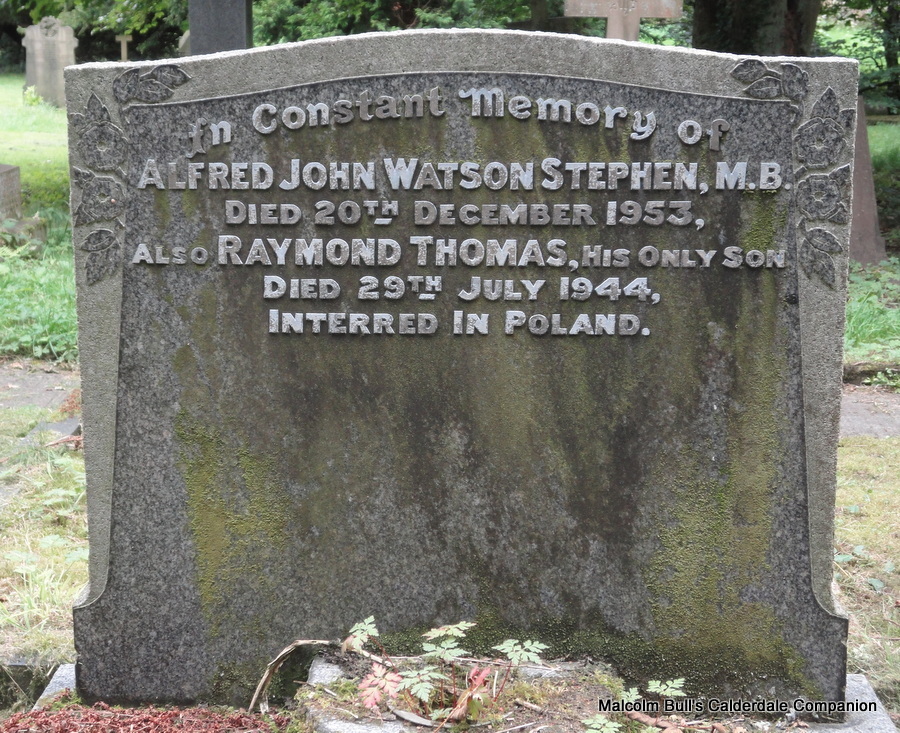 In Constant Memory of
ALFRED JOHN WATSON STEPHEN, M.B.
DIED 20TH DECEMBER 1953,
ALSO RAYMOND THOMAS, HIS ONLY SON
DIED 29TH JULY 1944,
INTERRED IN POLAND.
Malcolm Bull's Calderdale Companion